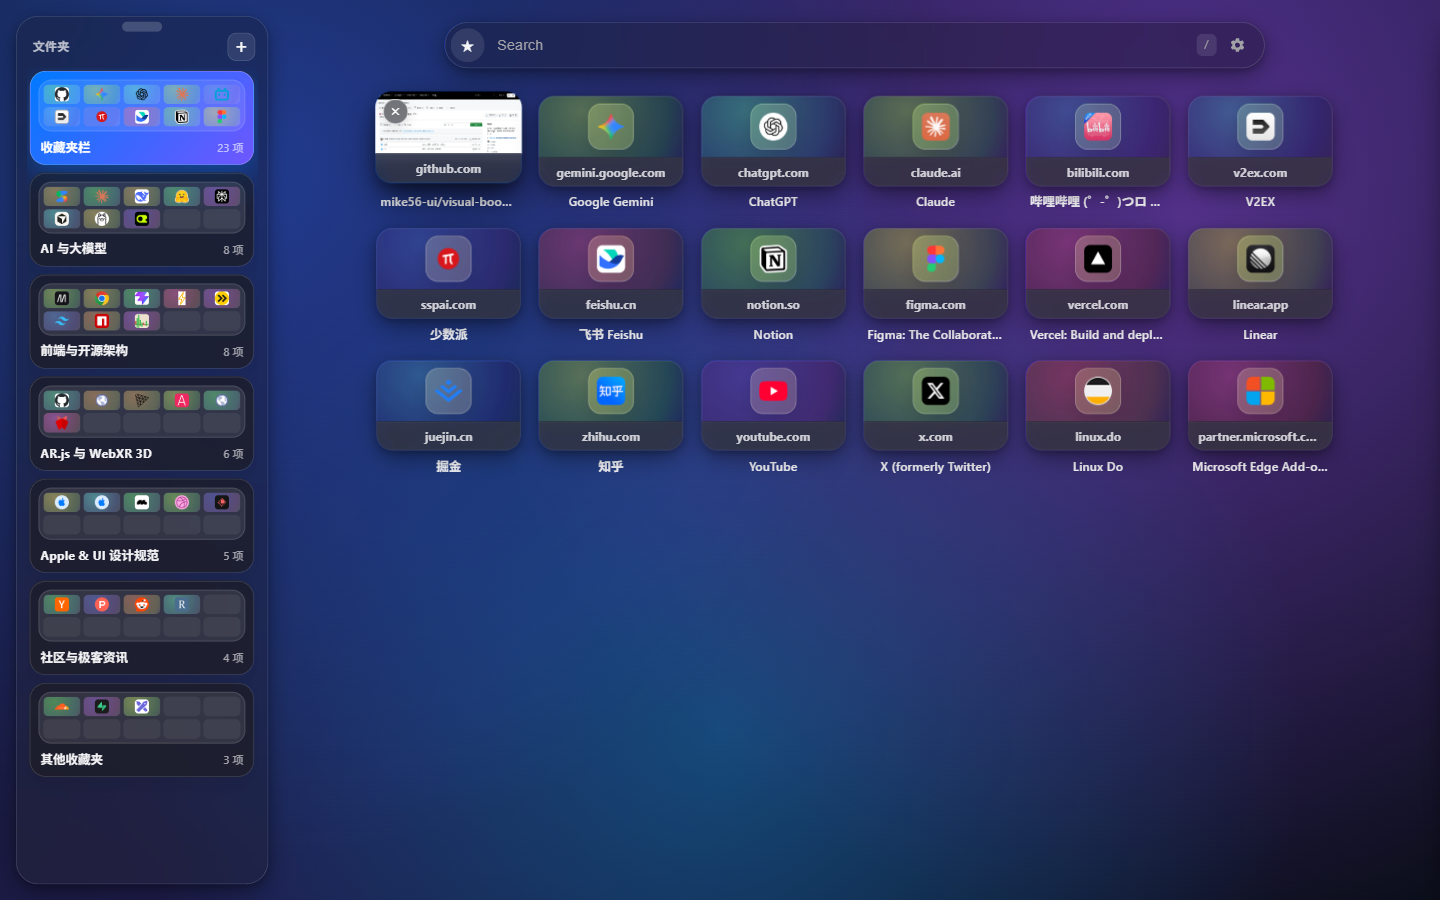 文件夹
+
收藏夹栏
23 项
AI 与大模型
8 项
前端与开源架构
8 项
AR.js 与 WebXR 3D
6 项
Apple & UI 设计规范
5 项
社区与极客资讯
4 项
其他收藏夹
3 项
Search
/
github.com
gemini.google.com
chatgpt.com
claude.ai
bilibili.com
v2ex.com
mike56-ui/visual-boo...
Google Gemini
ChatGPT
Claude
哔哩哔哩 (゜-゜)つロ ...
V2EX
sspai.com
feishu.cn
notion.so
figma.com
vercel.com
linear.app
少数派
飞书 Feishu
Notion
Figma: The Collaborat...
Vercel: Build and depl...
Linear
知乎
juejin.cn
zhihu.com
youtube.com
x.com
linux.do
partner.microsoft.c...
掘金
知乎
YouTube
X (formerly Twitter)
Linux Do
Microsoft Edge Add-o...